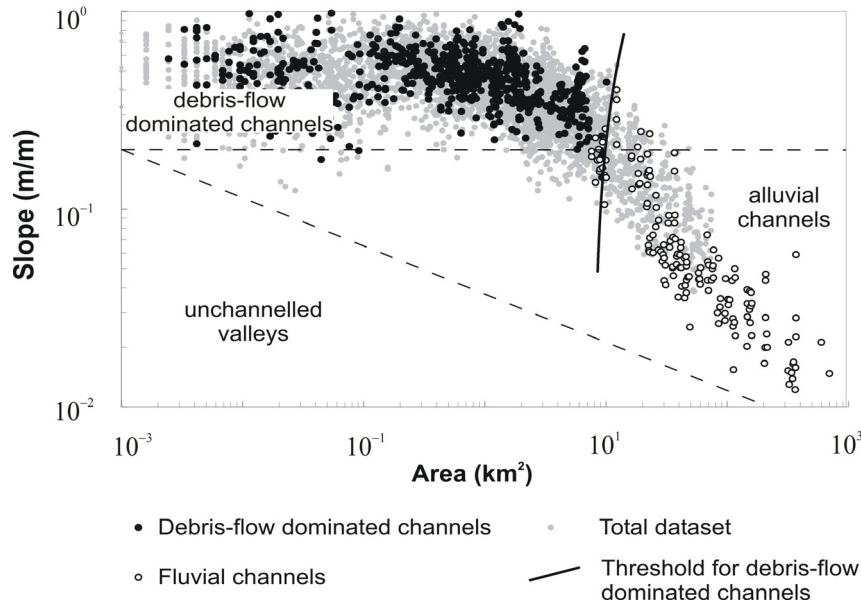 10⁰
debris-flow
dominated channels
Slope (m/m)
10⁻¹
alluvial
channels
unchannelled
valleys
10⁻²
10⁻³
10⁻¹
10¹
10³
Area (km²)
Debris-flow dominated channels
Total dataset
Fluvial channels
Threshold for debris-flow
dominated channels